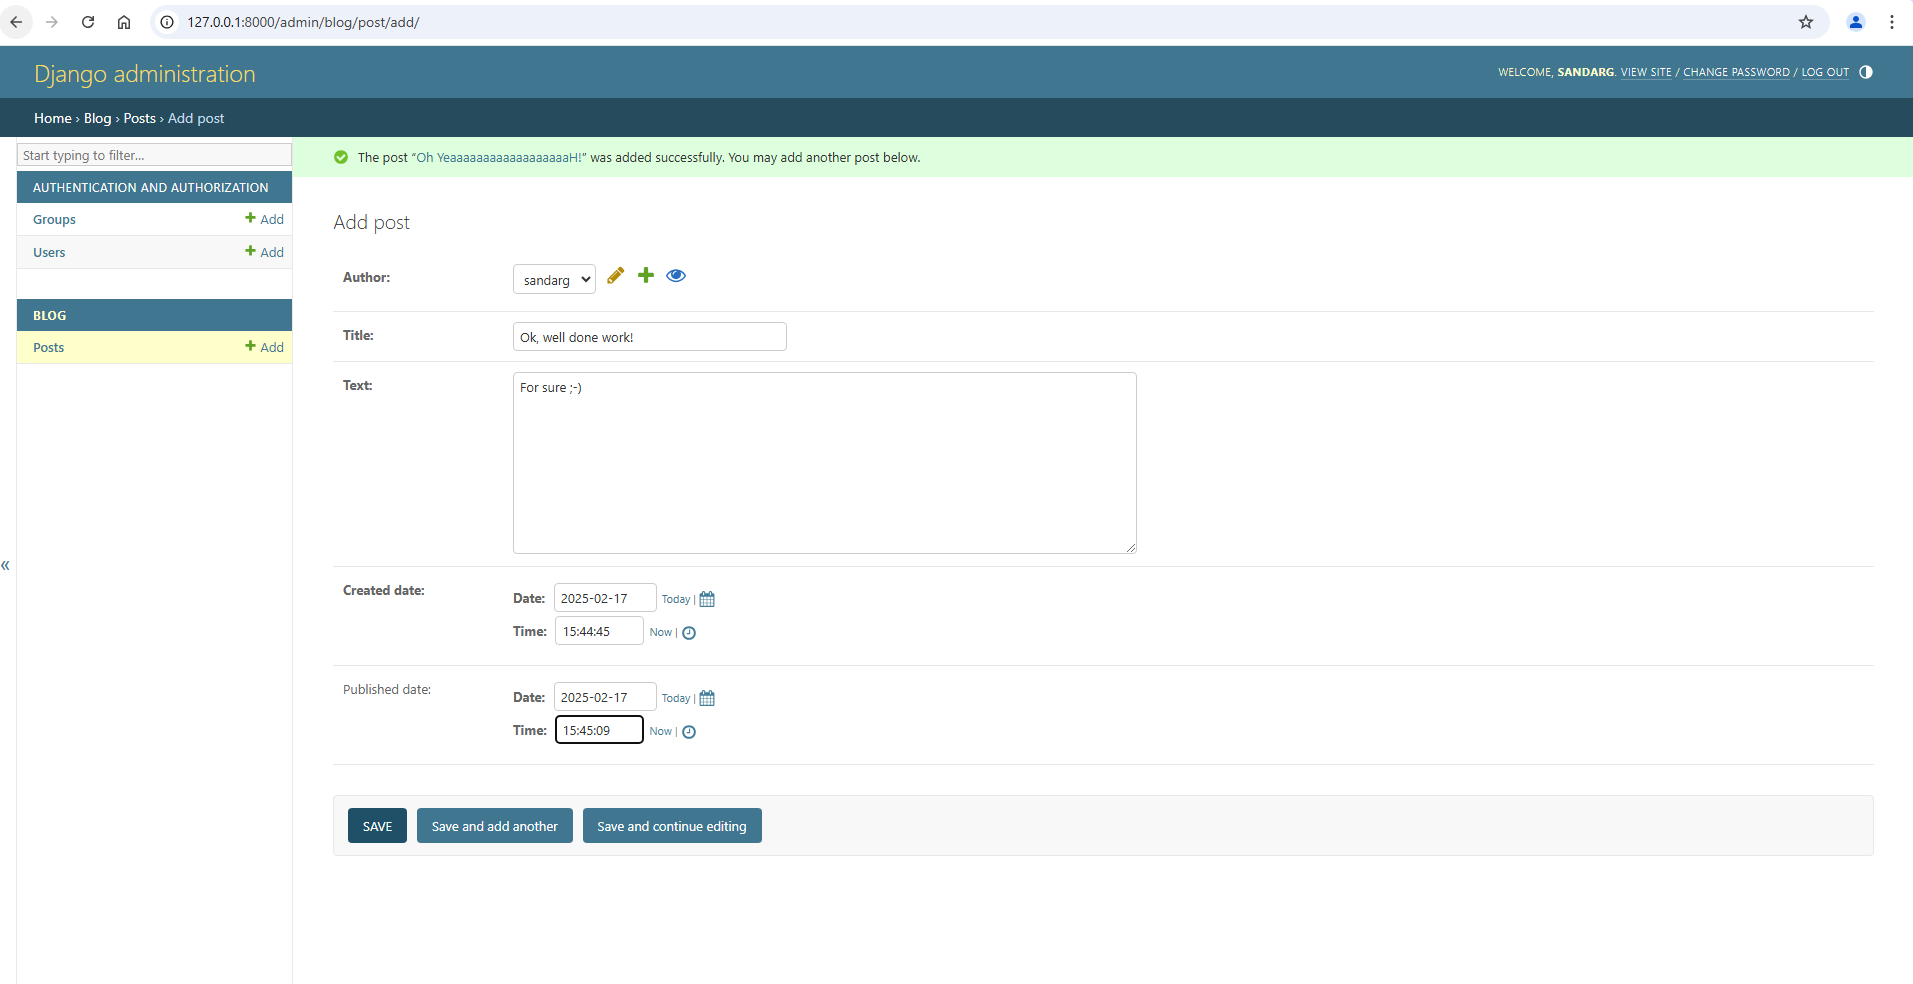 127.0.0.1:8000/admin/blog/post/add/
Django administration
WELCOME, SANDARG. VIEW SITE / CHANGE PASSWORD / LOG OUT
Home › Blog › Posts › Add post
Start typing to filter...
AUTHENTICATION AND AUTHORIZATION
Groups Add
Users Add
BLOG
Posts Add
«
The post “Oh YeaaaaaaaaaaaaaaaaaaH!” was added successfully. You may add another post below.
Add post
Author: sandarg
Title: Ok, well done work!
Text: For sure ;-)
Created date:
Date: 2025-02-17 Today |
Time: 15:44:45 Now |
Published date:
Date: 2025-02-17 Today |
Time: 15:45:09 Now |
SAVE Save and add another Save and continue editing